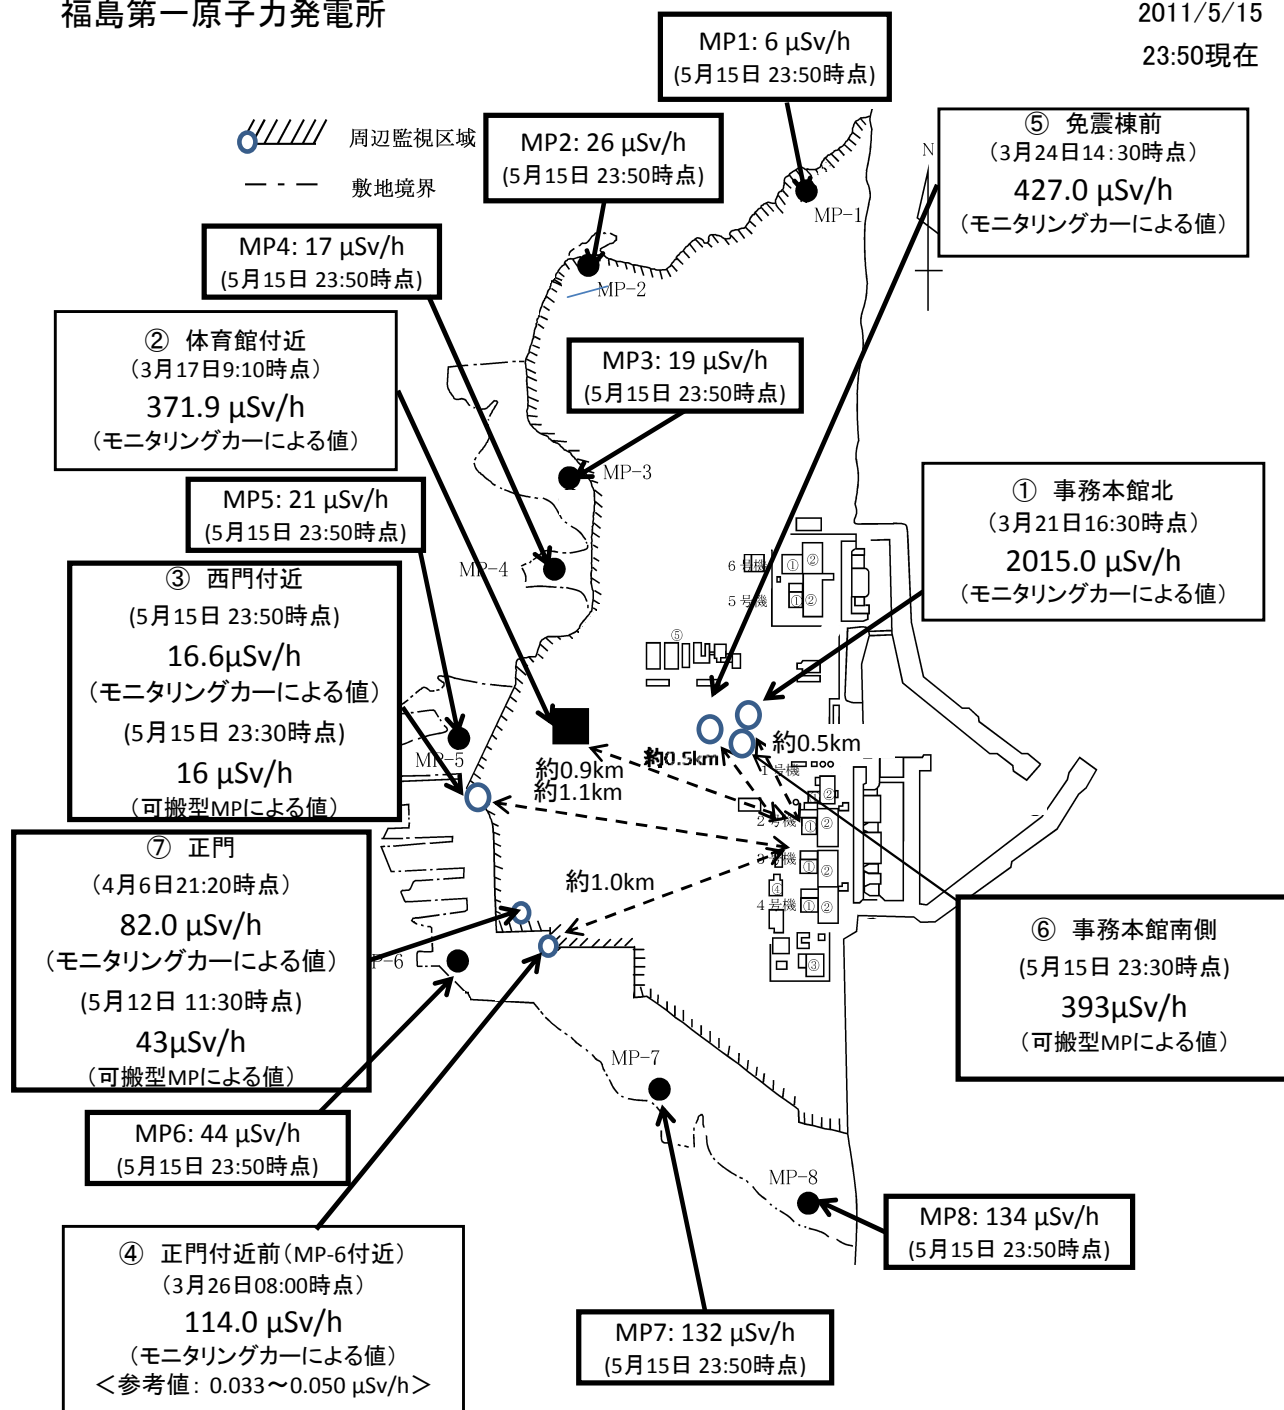 福島第一原子力発電所
2011/5/15
23:50現在
MP1: 6 μSv/h
(5月15日 23:50時点)
周辺監視区域
敷地境界
MP2: 26 μSv/h
(5月15日 23:50時点)
⑤ 免震棟前
(3月24日14:30時点)
427.0 μSv/h
(モニタリングカーによる値)
N
MP-1
MP4: 17 μSv/h
(5月15日 23:50時点)
MP-2
② 体育館付近
(3月17日9:10時点)
371.9 μSv/h
(モニタリングカーによる値)
MP3: 19 μSv/h
(5月15日 23:50時点)
MP-3
MP5: 21 μSv/h
(5月15日 23:50時点)
① 事務本館北
(3月21日16:30時点)
2015.0 μSv/h
(モニタリングカーによる値)
MP-4
6号機
① ②
5号機
① ②
③ 西門付近
(5月15日 23:50時点)
16.6μSv/h
(モニタリングカーによる値)
(5月15日 23:30時点)
16 μSv/h
(可搬型MPによる値)
⑤
MP-5
約0.9km
約1.1km
約0.5km
約0.5km
1号機
① ②
2号機
① ②
3号機
① ②
④
4号機
① ②
③
約1.0km
⑦ 正門
(4月6日21:20時点)
82.0 μSv/h
(モニタリングカーによる値)
(5月12日 11:30時点)
43μSv/h
(可搬型MPによる値)
P-6
⑥ 事務本館南側
(5月15日 23:30時点)
393μSv/h
(可搬型MPによる値)
MP-7
MP6: 44 μSv/h
(5月15日 23:50時点)
MP-8
MP8: 134 μSv/h
(5月15日 23:50時点)
④ 正門付近前(MP-6付近)
(3月26日08:00時点)
114.0 μSv/h
(モニタリングカーによる値)
<参考値: 0.033～0.050 μSv/h>
MP7: 132 μSv/h
(5月15日 23:50時点)